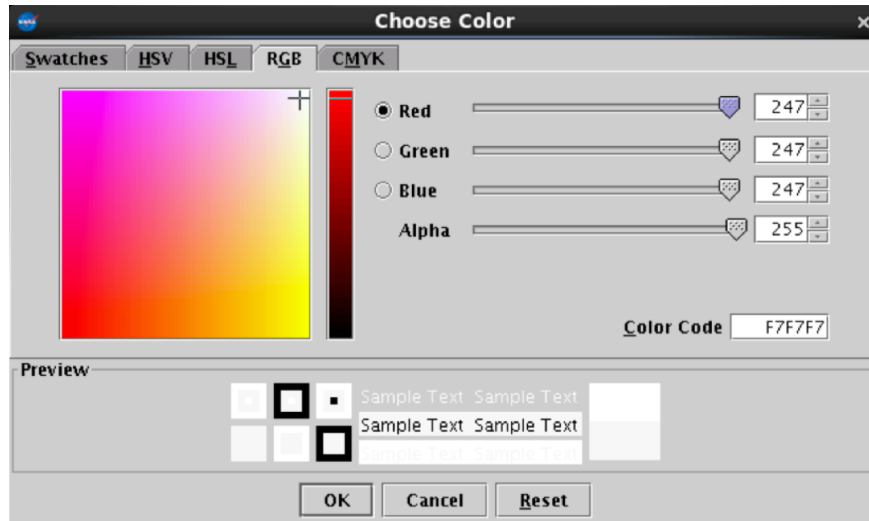 Choose Color
Swatches HSV HSL RGB CMYK
Red 247
Green 247
Blue 247
Alpha 255
Color Code F7F7F7
Preview
Sample Text Sample Text
Sample Text Sample Text
Sample Text Sample Text
OK Cancel Reset